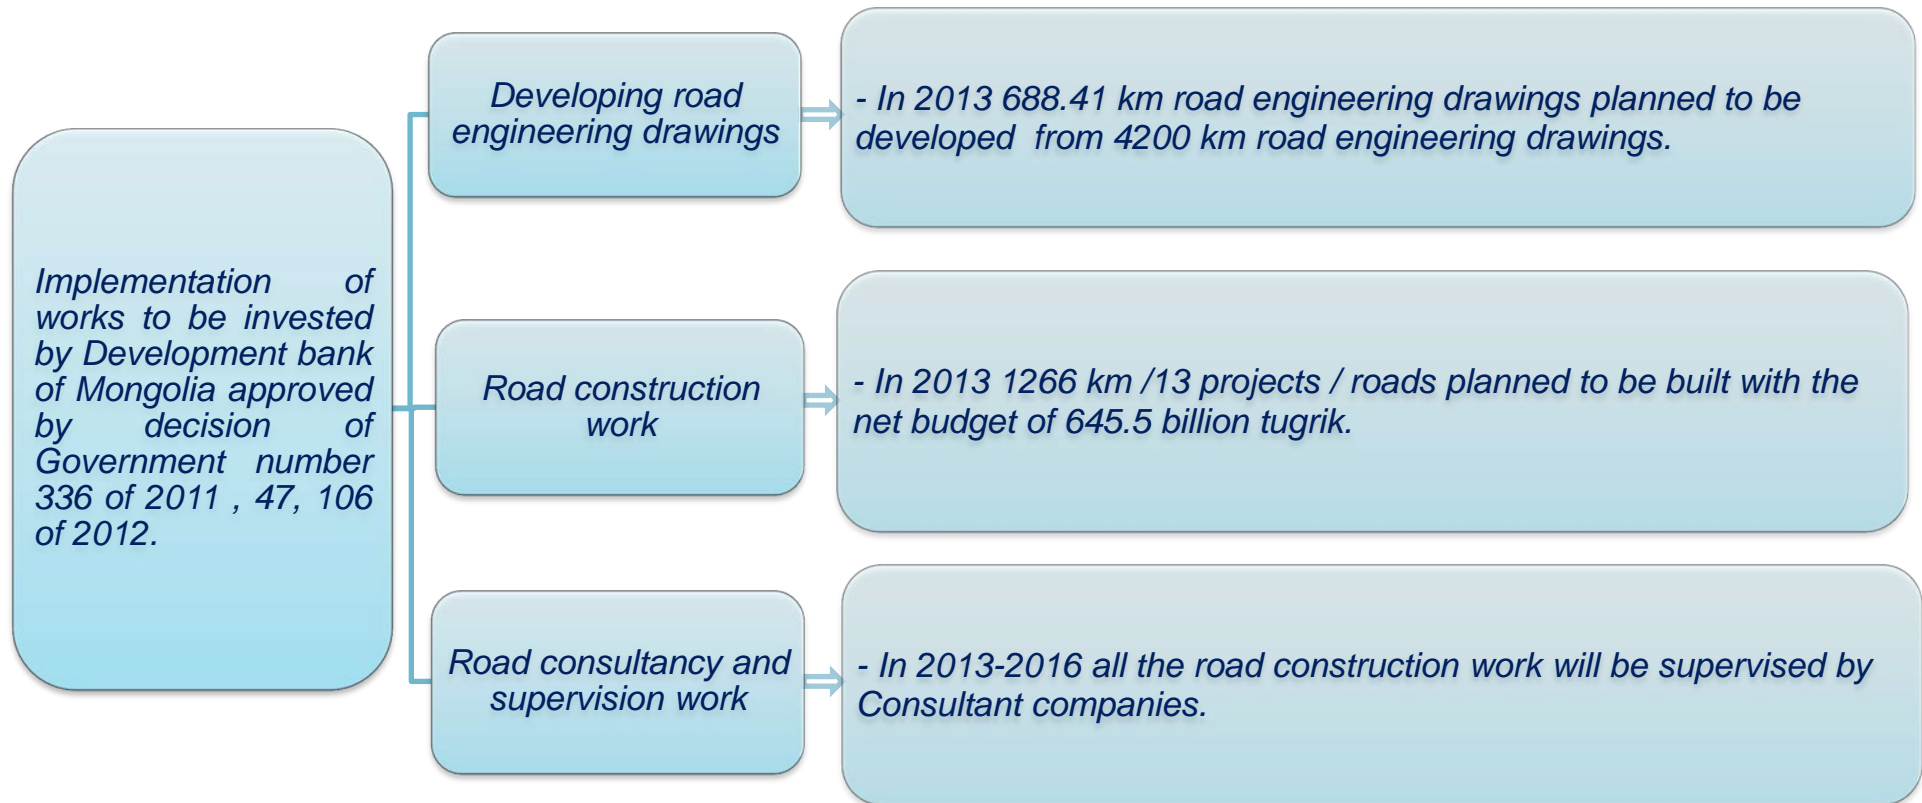 Implementation of
works to be invested
by Development bank
of Mongolia approved
by decision of
Government number
336 of 2011 , 47, 106
of 2012.
Developing road
engineering drawings
- In 2013 688.41 km road engineering drawings planned to be
developed from 4200 km road engineering drawings.
Road construction
work
- In 2013 1266 km /13 projects / roads planned to be built with the
net budget of 645.5 billion tugrik.
Road consultancy and
supervision work
- In 2013-2016 all the road construction work will be supervised by
Consultant companies.